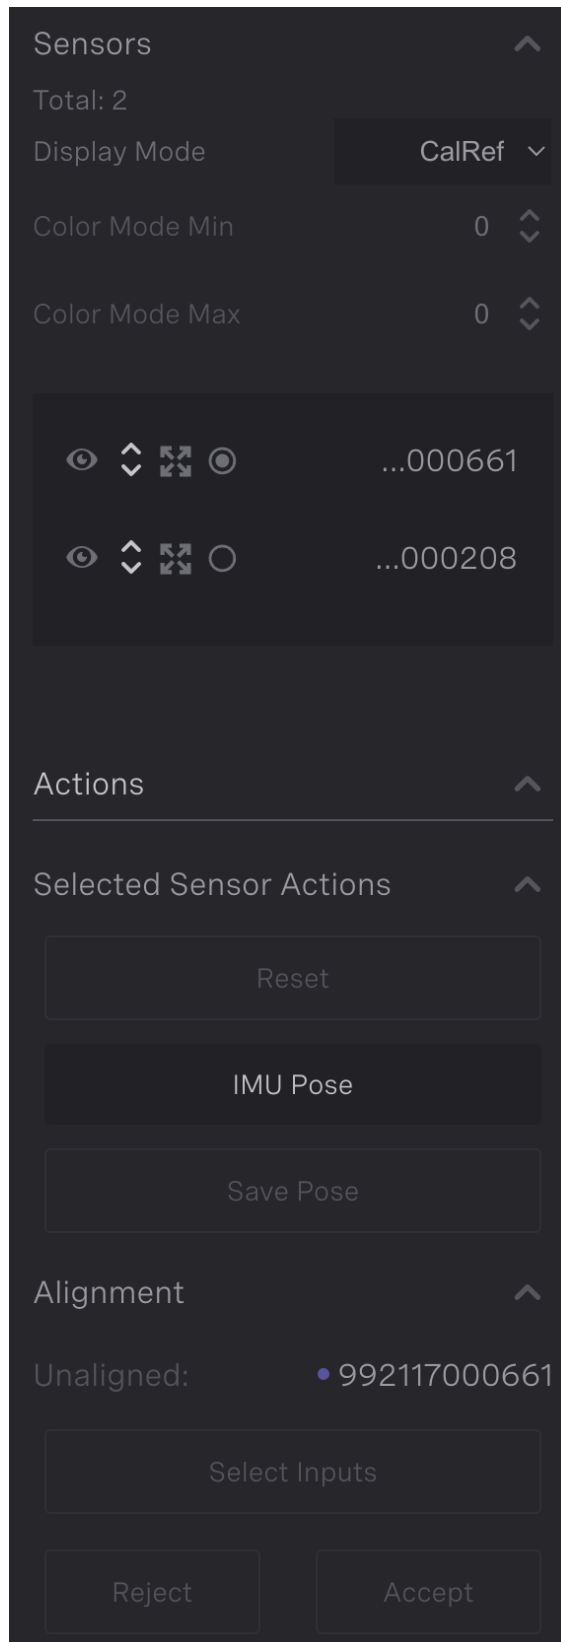 Sensors
Total: 2
Display Mode CalRef
Color Mode Min 0
Color Mode Max 0
...000661
...000208
Actions
Selected Sensor Actions
Reset
IMU Pose
Save Pose
Alignment
Unaligned: 992117000661
Select Inputs
Reject Accept